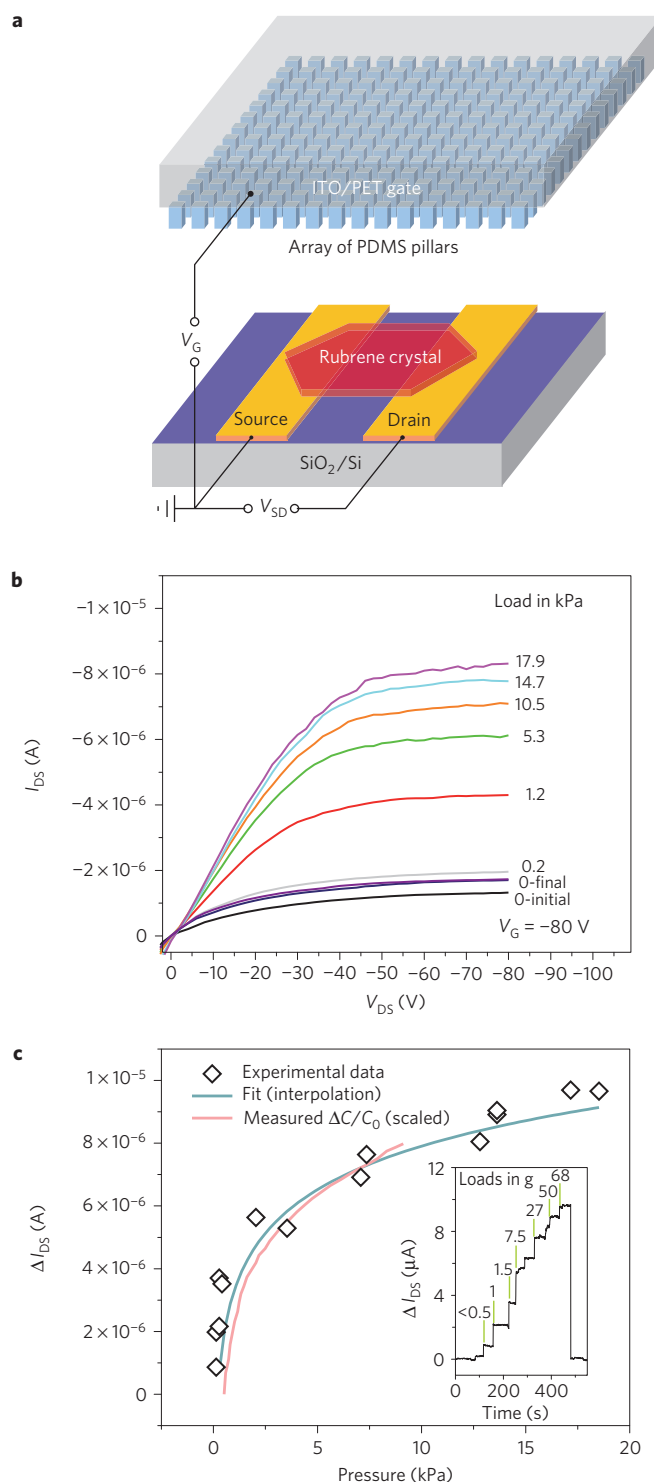 a
ITO/PET gate
Array of PDMS pillars
V_G
Rubrene crystal
Source
Drain
SiO₂/Si
V_SD
b
Load in kPa
−1 × 10⁻⁵
−8 × 10⁻⁶
−6 × 10⁻⁶
−4 × 10⁻⁶
−2 × 10⁻⁶
0
I_DS (A)
17.9
14.7
10.5
5.3
1.2
0.2
0-final
0-initial
V_G = −80 V
0 −10 −20 −30 −40 −50 −60 −70 −80 −90 −100
V_DS (V)
c
Experimental data
Fit (interpolation)
Measured ΔC/C₀ (scaled)
1 × 10⁻⁵
8 × 10⁻⁶
6 × 10⁻⁶
4 × 10⁻⁶
2 × 10⁻⁶
0
Δ I_DS (A)
Loads in g
<0.5
1
1.5
7.5
27
50
68
12
8
4
0
Δ I_DS (μA)
0 200 400
Time (s)
0 5 10 15 20
Pressure (kPa)